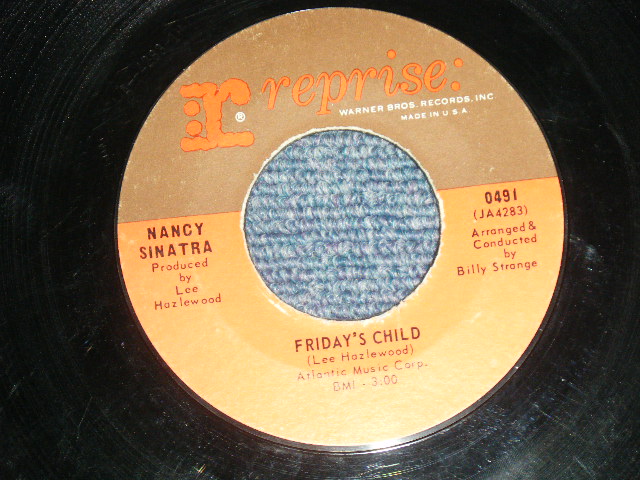 r reprise:
®
WARNER BROS. RECORDS, INC.
MADE IN U.S.A.
NANCY
SINATRA
Produced
by
Lee
Hazlewood
0491
(JA4283)
Arranged &
Conducted
by
Billy Strange
FRIDAY'S CHILD
(Lee Hazlewood)
Atlantic Music Corp.
BMI - 3:00